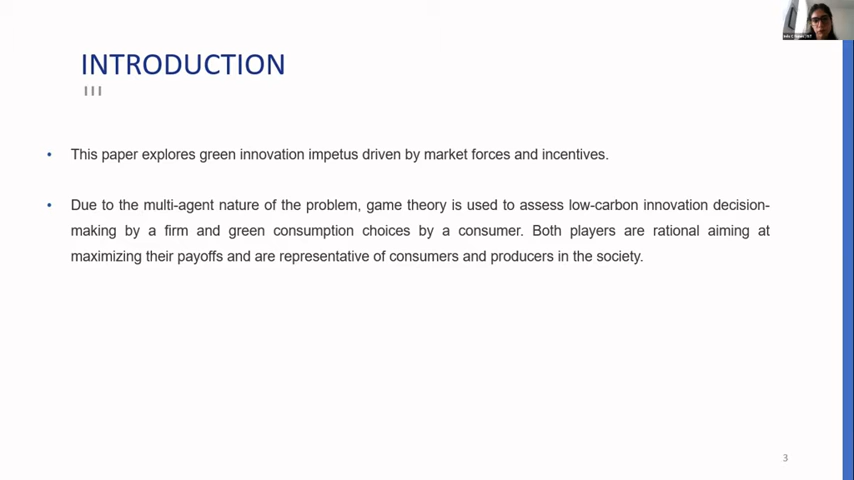 INTRODUCTION
• This paper explores green innovation impetus driven by market forces and incentives.
• Due to the multi-agent nature of the problem, game theory is used to assess low-carbon innovation decision-
making by a firm and green consumption choices by a consumer. Both players are rational aiming at
maximizing their payoffs and are representative of consumers and producers in the society.
3